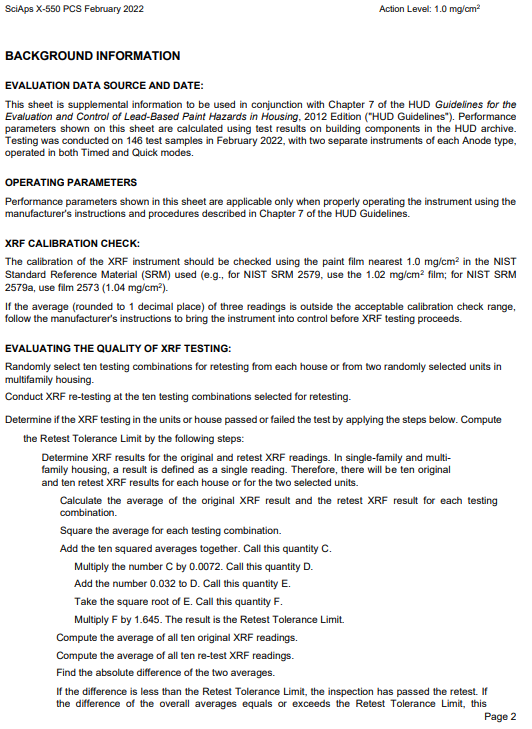 SciAps X-550 PCS February 2022 Action Level: 1.0 mg/cm²
BACKGROUND INFORMATION
EVALUATION DATA SOURCE AND DATE:
This sheet is supplemental information to be used in conjunction with Chapter 7 of the HUD Guidelines for the
Evaluation and Control of Lead-Based Paint Hazards in Housing, 2012 Edition ("HUD Guidelines"). Performance
parameters shown on this sheet are calculated using test results on building components in the HUD archive.
Testing was conducted on 146 test samples in February 2022, with two separate instruments of each Anode type,
operated in both Timed and Quick modes.
OPERATING PARAMETERS
Performance parameters shown in this sheet are applicable only when properly operating the instrument using the
manufacturer's instructions and procedures described in Chapter 7 of the HUD Guidelines.
XRF CALIBRATION CHECK:
The calibration of the XRF instrument should be checked using the paint film nearest 1.0 mg/cm² in the NIST
Standard Reference Material (SRM) used (e.g., for NIST SRM 2579, use the 1.02 mg/cm² film; for NIST SRM
2579a, use film 2573 (1.04 mg/cm²).
If the average (rounded to 1 decimal place) of three readings is outside the acceptable calibration check range,
follow the manufacturer's instructions to bring the instrument into control before XRF testing proceeds.
EVALUATING THE QUALITY OF XRF TESTING:
Randomly select ten testing combinations for retesting from each house or from two randomly selected units in
multifamily housing.
Conduct XRF re-testing at the ten testing combinations selected for retesting.
Determine if the XRF testing in the units or house passed or failed the test by applying the steps below. Compute
the Retest Tolerance Limit by the following steps:
Determine XRF results for the original and retest XRF readings. In single-family and multi-
family housing, a result is defined as a single reading. Therefore, there will be ten original
and ten retest XRF results for each house or for the two selected units.
Calculate the average of the original XRF result and the retest XRF result for each testing
combination.
Square the average for each testing combination.
Add the ten squared averages together. Call this quantity C.
Multiply the number C by 0.0072. Call this quantity D.
Add the number 0.032 to D. Call this quantity E.
Take the square root of E. Call this quantity F.
Multiply F by 1.645. The result is the Retest Tolerance Limit.
Compute the average of all ten original XRF readings.
Compute the average of all ten re-test XRF readings.
Find the absolute difference of the two averages.
If the difference is less than the Retest Tolerance Limit, the inspection has passed the retest. If
the difference of the overall averages equals or exceeds the Retest Tolerance Limit, this
Page 2